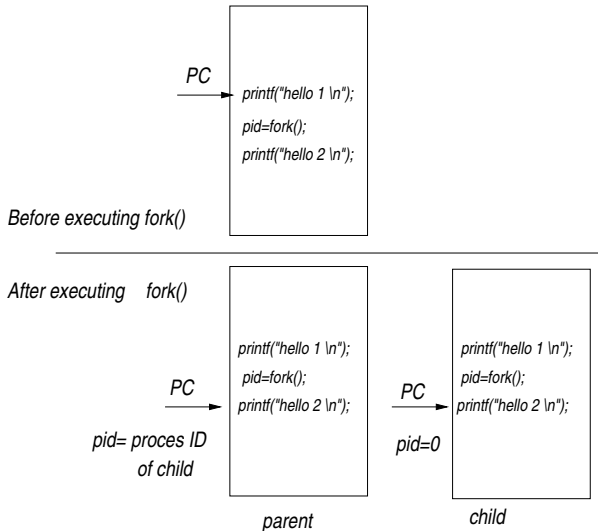 PC
printf("hello 1 \n");
pid=fork();
printf("hello 2 \n");
Before executing fork()
After executing fork()
PC
pid= proces ID
of child
printf("hello 1 \n");
pid=fork();
printf("hello 2 \n");
parent
PC
pid=0
printf("hello 1 \n");
pid=fork();
printf("hello 2 \n");
child